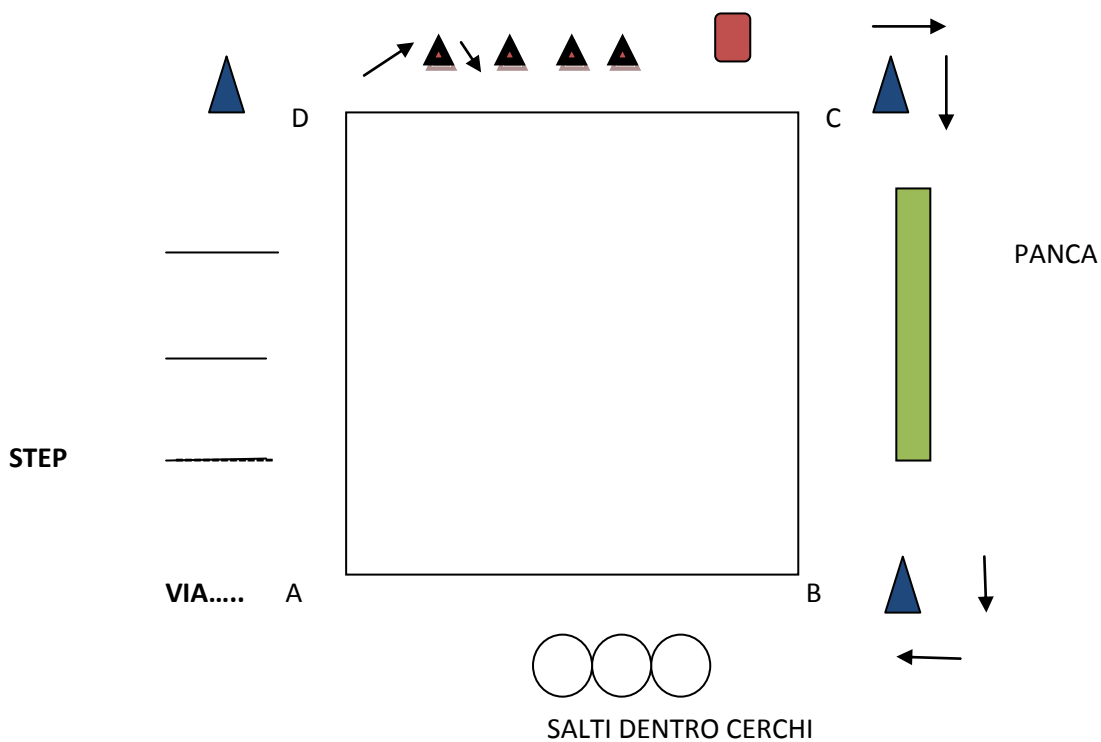 D
C
PANCA
STEP
VIA.....
A
B
SALTI DENTRO CERCHI